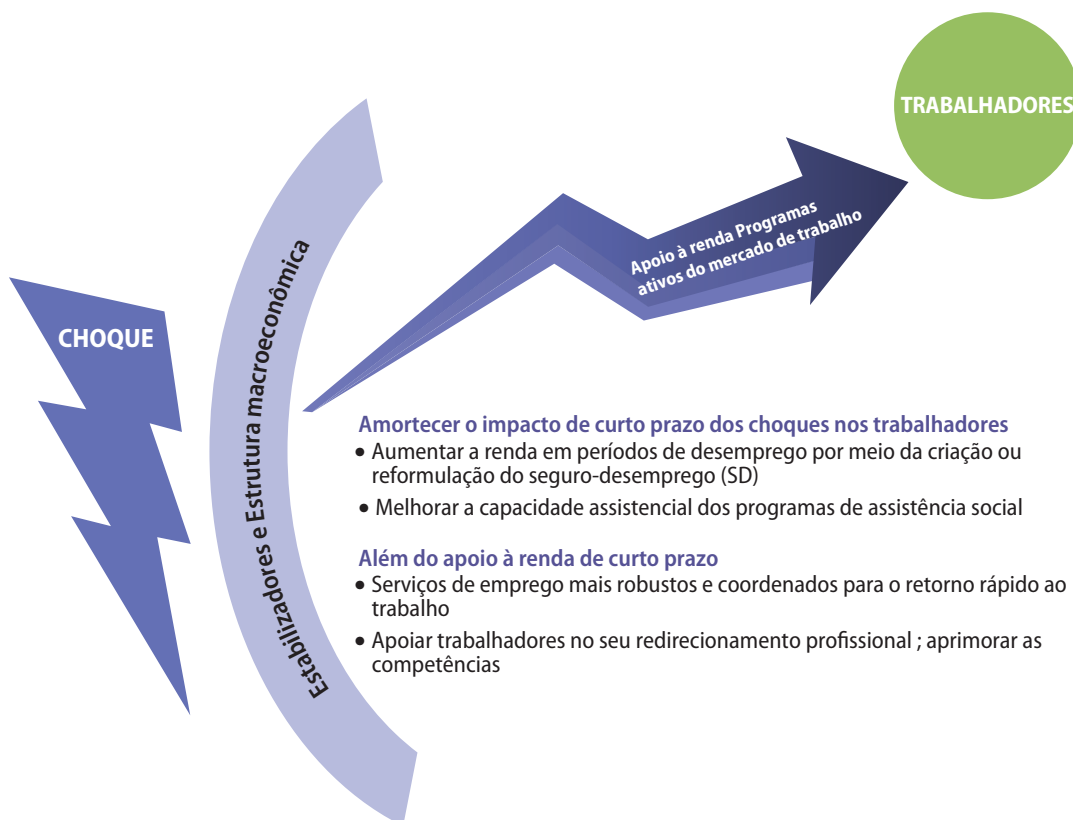 TRABALHADORES
Apoio à renda Programas
ativos do mercado de trabalho
CHOQUE
Estabilizadores e Estrutura macroeconômica
Amortecer o impacto de curto prazo dos choques nos trabalhadores
• Aumentar a renda em períodos de desemprego por meio da criação ou
reformulação do seguro-desemprego (SD)
• Melhorar a capacidade assistencial dos programas de assistência social
Além do apoio à renda de curto prazo
• Serviços de emprego mais robustos e coordenados para o retorno rápido ao
trabalho
• Apoiar trabalhadores no seu redirecionamento profissional ; aprimorar as
competências